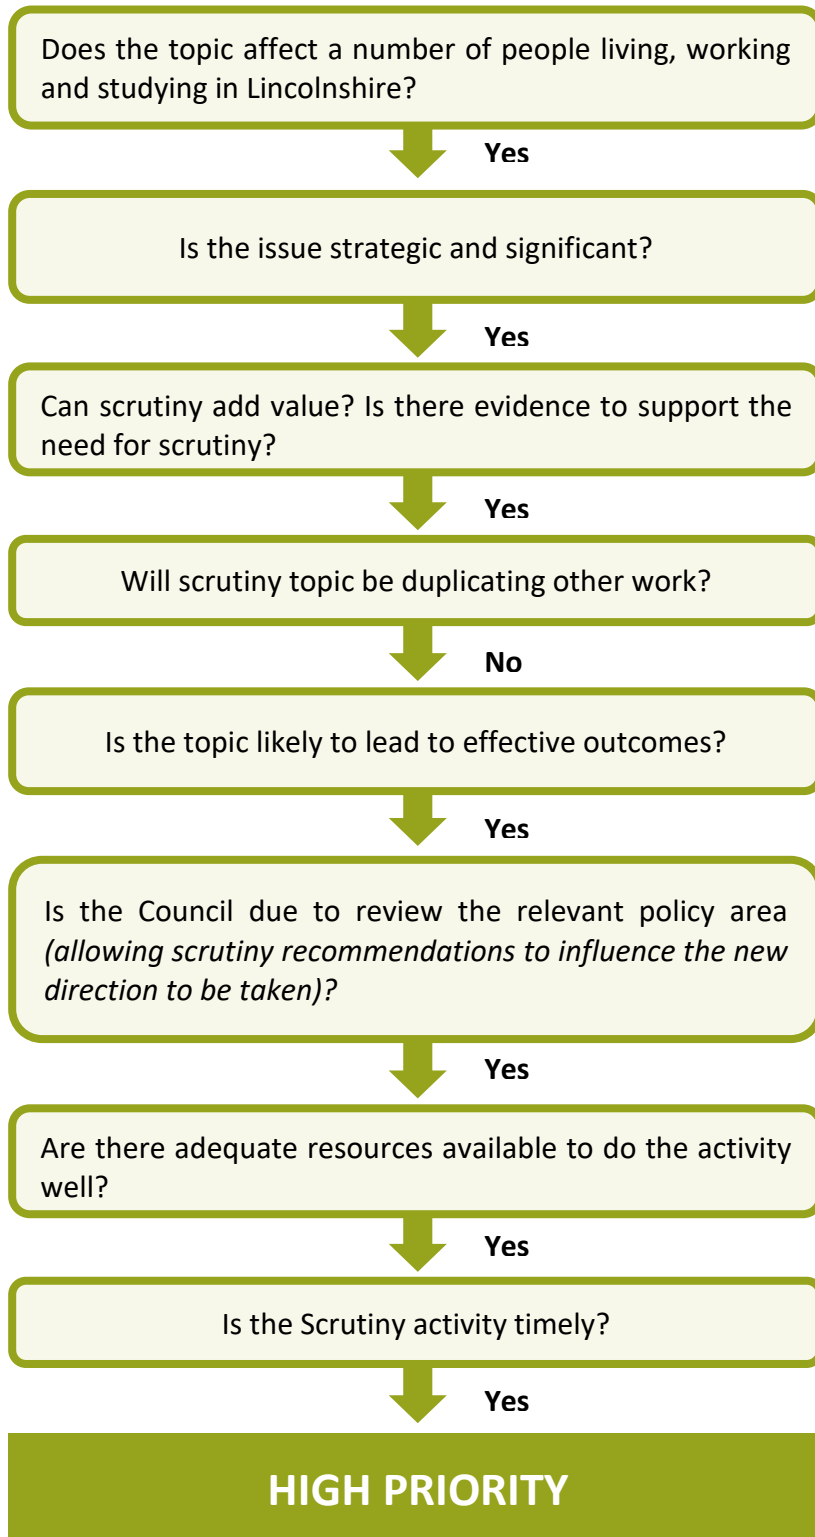 Does the topic affect a number of people living, working
and studying in Lincolnshire?
Yes
Is the issue strategic and significant?
Yes
Can scrutiny add value? Is there evidence to support the
need for scrutiny?
Yes
Will scrutiny topic be duplicating other work?
No
Is the topic likely to lead to effective outcomes?
Yes
Is the Council due to review the relevant policy area
(allowing scrutiny recommendations to influence the new
direction to be taken)?
Yes
Are there adequate resources available to do the activity
well?
Yes
Is the Scrutiny activity timely?
Yes
HIGH PRIORITY